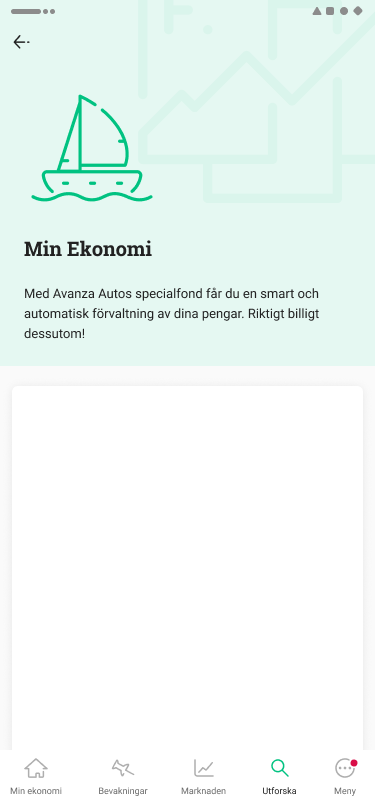 Min Ekonomi
Med Avanza Autos specialfond får du en smart och
automatisk förvaltning av dina pengar. Riktigt billigt
dessutom!
Min ekonomi
Bevakningar
Marknaden
Utforska
Meny